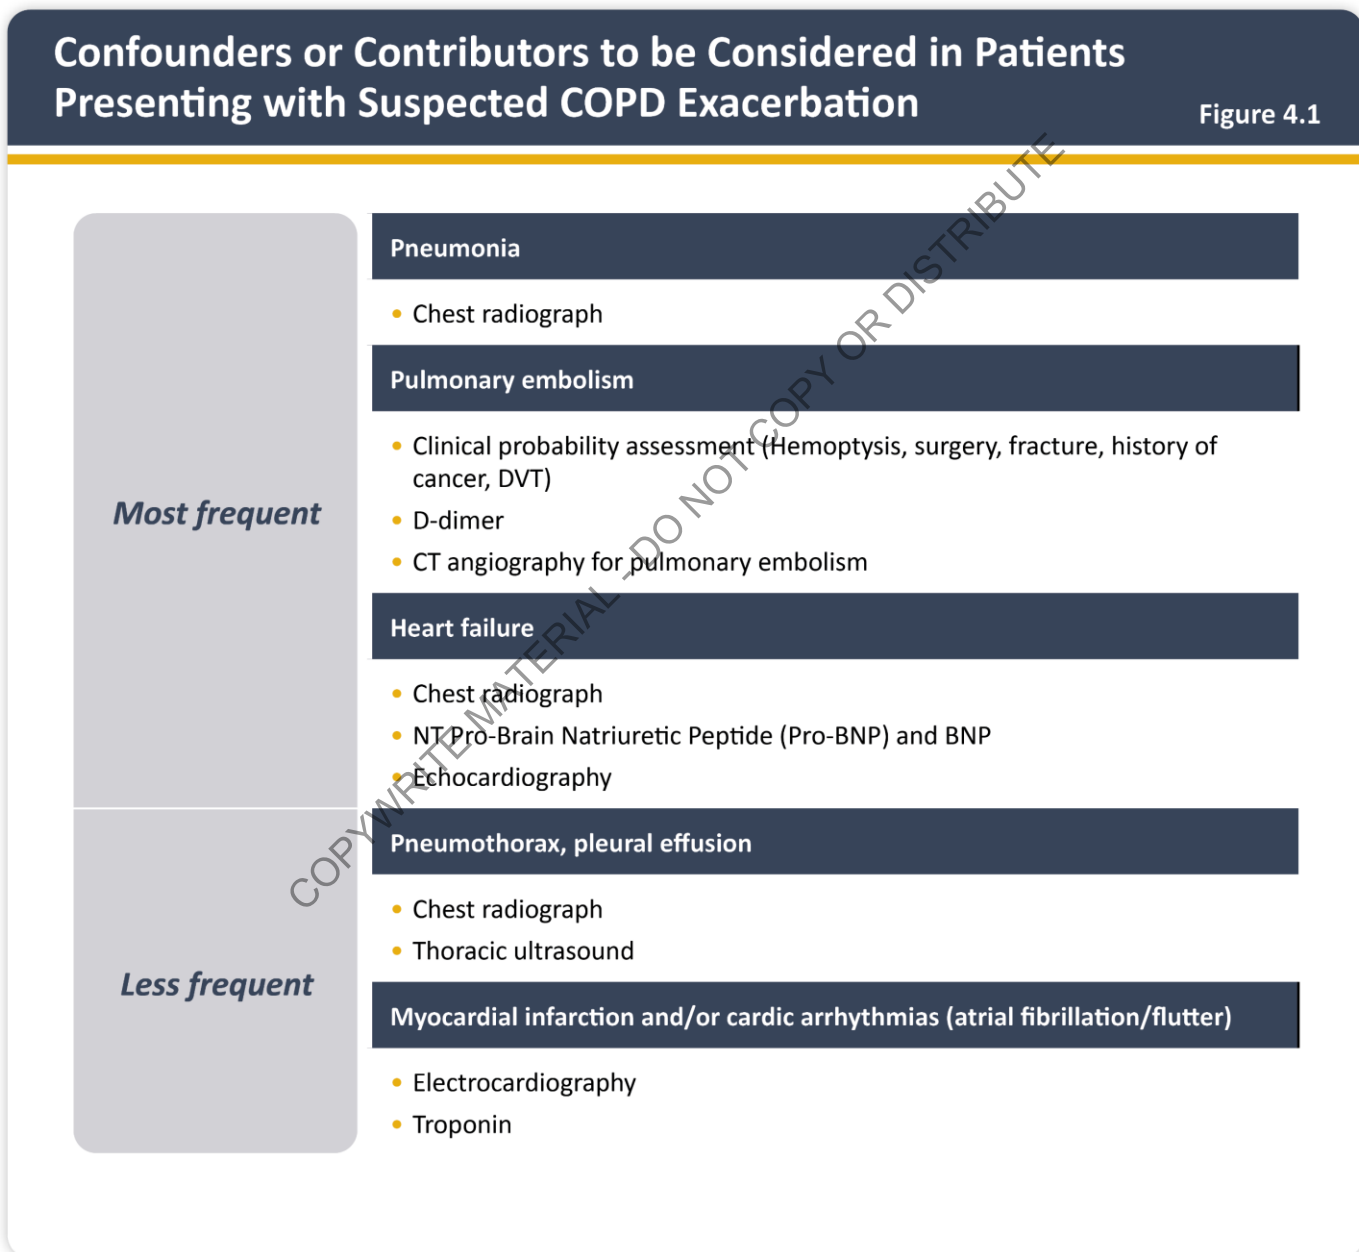 Confounders or Contributors to be Considered in Patients
Presenting with Suspected COPD Exacerbation
Figure 4.1
Most frequent
Pneumonia
• Chest radiograph
Pulmonary embolism
• Clinical probability assessment (Hemoptysis, surgery, fracture, history of
cancer, DVT)
• D-dimer
• CT angiography for pulmonary embolism
Heart failure
• Chest radiograph
• NT Pro-Brain Natriuretic Peptide (Pro-BNP) and BNP
• Echocardiography
Less frequent
Pneumothorax, pleural effusion
• Chest radiograph
• Thoracic ultrasound
Myocardial infarction and/or cardic arrhythmias (atrial fibrillation/flutter)
• Electrocardiography
• Troponin
COPYWRITE MATERIAL - DO NOT COPY OR DISTRIBUTE